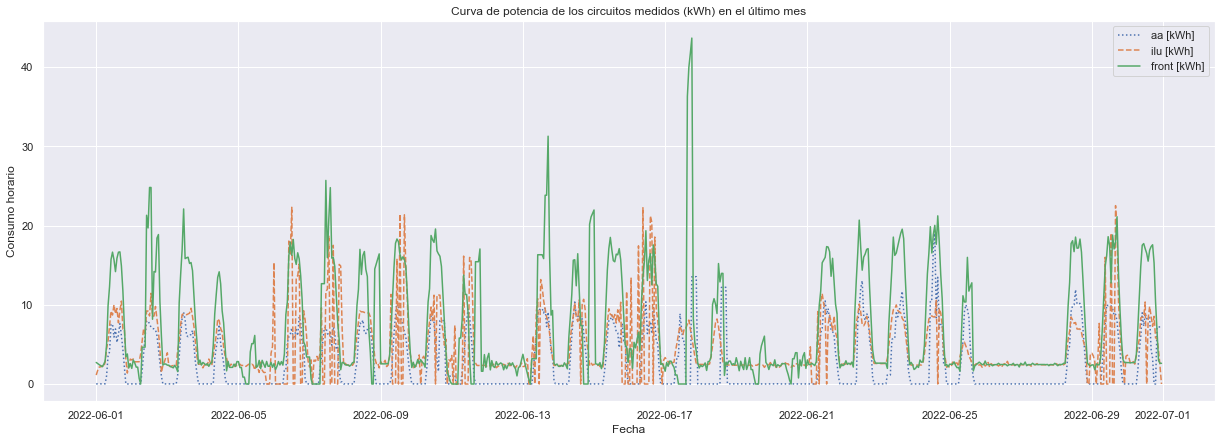 Curva de potencia de los circuitos medidos (kWh) en el último mes
aa [kWh]
ilu [kWh]
front [kWh]
Consumo horario
40
30
20
10
0
2022-06-01 2022-06-05 2022-06-09 2022-06-13 2022-06-17 2022-06-21 2022-06-25 2022-06-29 2022-07-01
Fecha